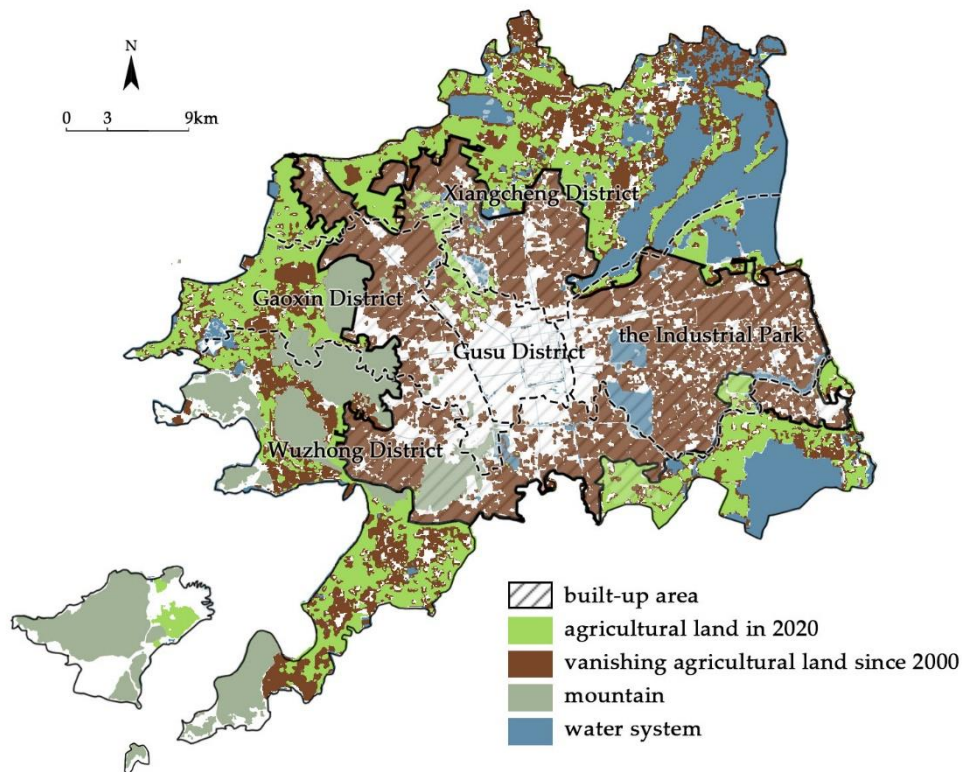 N
0 3 9km
Xiangcheng District
Gaoxin District
the Industrial Park
Gusu District
Wuzhong District
built-up area
agricultural land in 2020
vanishing agricultural land since 2000
mountain
water system